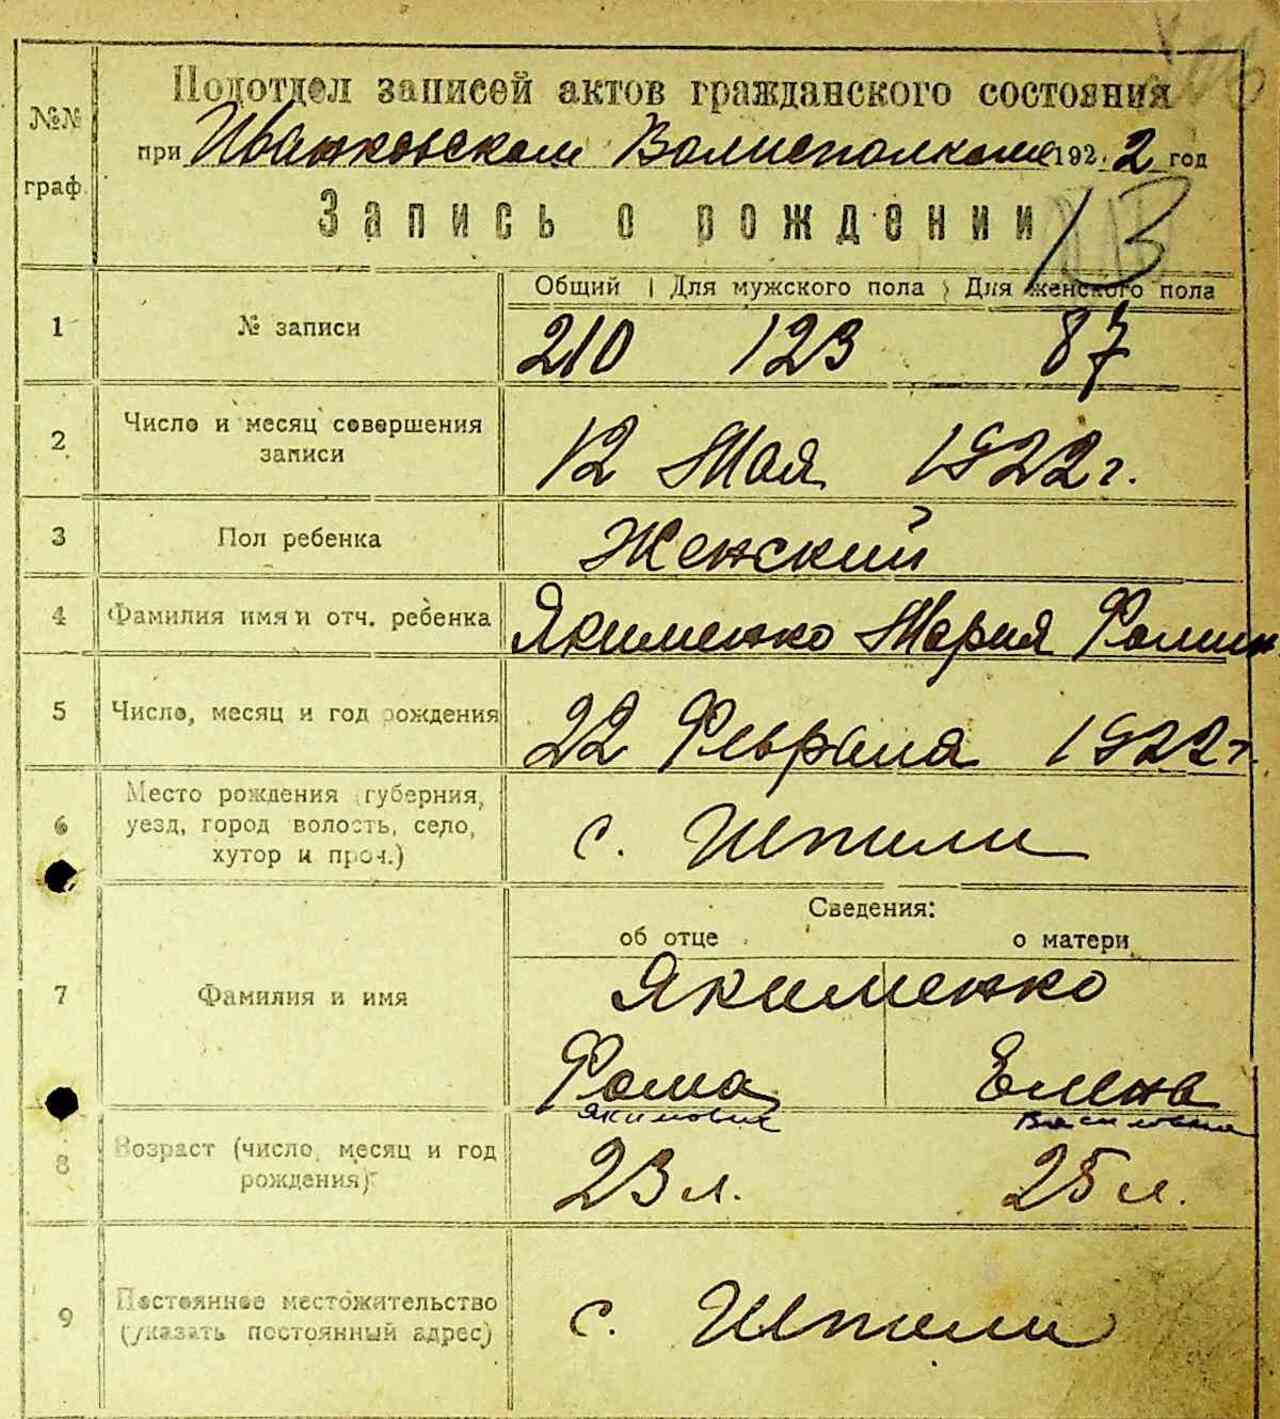 Подотдел записей актов гражданского состояния
№№ граф.
при Иванковском Волисполкоме 192 2 год
Запись о рождении
13
Общий Для мужского пола Для женского пола
1 № записи 210 123 87
2 Число и месяц совершения записи 12 Мая 1922 г.
3 Пол ребенка Женский
4 Фамилия имя и отч. ребенка Якименко Мария Фомин
5 Число, месяц и год рождения 22 Февраля 1922 г.
6 Место рождения (губерния, уезд, город волость, село, хутор и проч.) с. Шпили
Сведения:
об отце о матери
7 Фамилия и имя Якименко
Фома Елена
Якимович Васильевна
8 Возраст (число, месяц и год рождения) 23 л. 25 л.
9 Постоянное местожительство (указать постоянный адрес) с. Шпили